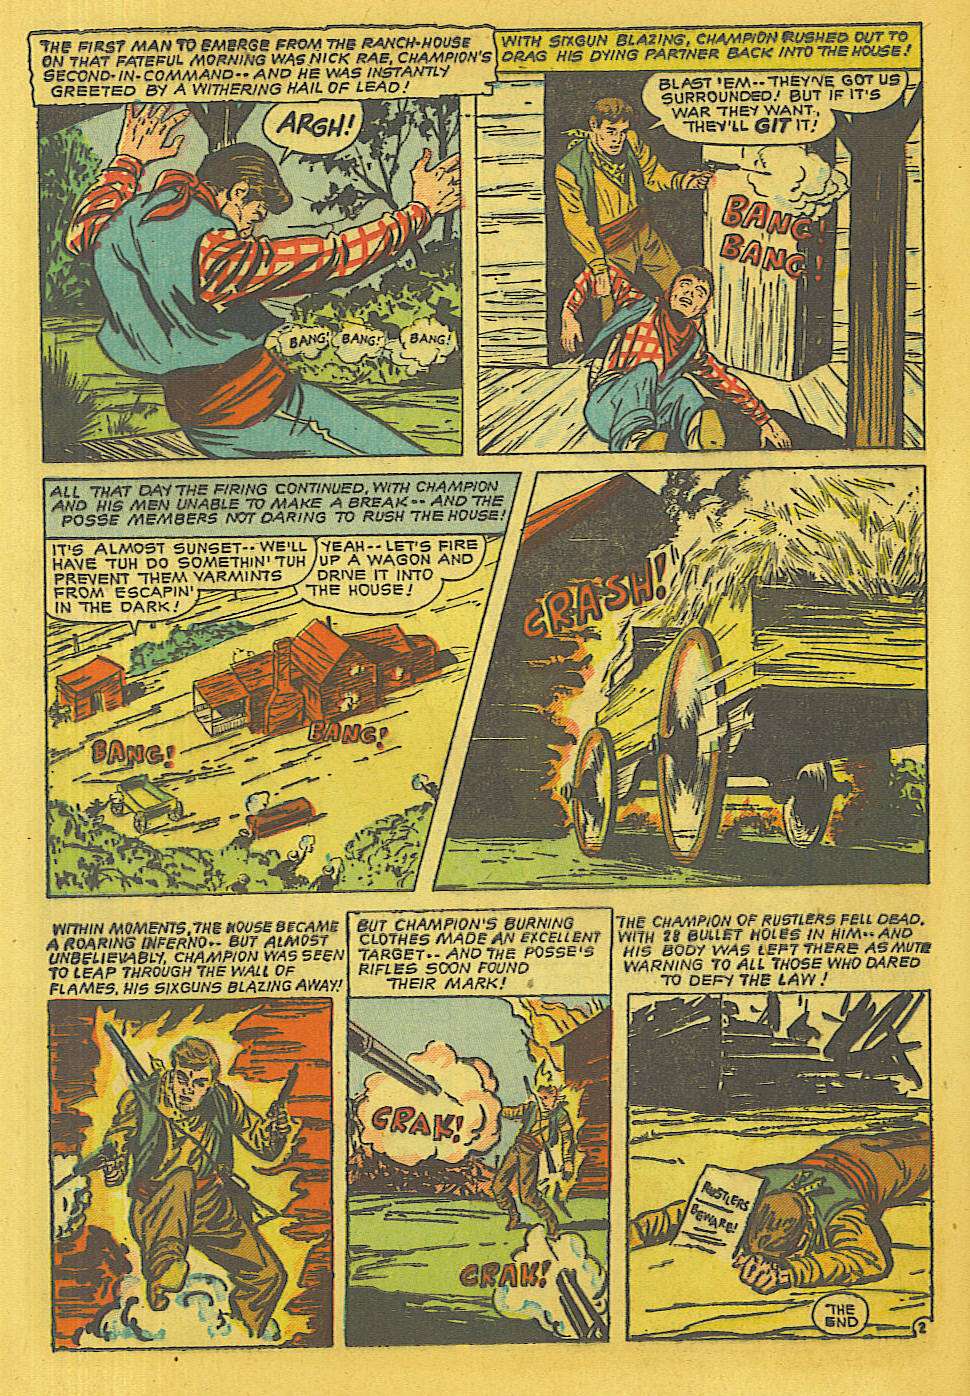 THE FIRST MAN TO EMERGE FROM THE RANCH-HOUSE
ON THAT FATEFUL MORNING WAS NICK RAE, CHAMPION'S
SECOND-IN-COMMAND-- AND HE WAS INSTANTLY
GREETED BY A WITHERING HAIL OF LEAD!
ARGH!
BANG!
BANG!
BANG!
WITH SIXGUN BLAZING, CHAMPION RUSHED OUT TO
DRAG HIS DYING PARTNER BACK INTO THE HOUSE!
BLAST 'EM-- THEY'VE GOT US
SURROUNDED! BUT IF IT'S
WAR THEY WANT,
THEY'LL GIT IT!
BANG!
BANG!
ALL THAT DAY THE FIRING CONTINUED, WITH CHAMPION
AND HIS MEN UNABLE TO MAKE A BREAK-- AND THE
POSSE MEMBERS NOT DARING TO RUSH THE HOUSE!
IT'S ALMOST SUNSET-- WE'LL
HAVE TUH DO SOMETHIN' TUH
PREVENT THEM VARMINTS
FROM ESCAPIN'
IN THE DARK!
YEAH-- LET'S FIRE
UP A WAGON AND
DRIVE IT INTO
THE HOUSE!
BANG!
BANG!
CRASH!
WITHIN MOMENTS, THE HOUSE BECAME
A ROARING INFERNO-- BUT ALMOST
UNBELIEVABLY, CHAMPION WAS SEEN
TO LEAP THROUGH THE WALL OF
FLAMES, HIS SIXGUNS BLAZING AWAY!
BUT CHAMPION'S BURNING
CLOTHES MADE AN EXCELLENT
TARGET-- AND THE POSSE'S
RIFLES SOON FOUND
THEIR MARK!
CRAK!
CRAK!
THE CHAMPION OF RUSTLERS FELL DEAD,
WITH 28 BULLET HOLES IN HIM-- AND
HIS BODY WAS LEFT THERE AS MUTE
WARNING TO ALL THOSE WHO DARED
TO DEFY THE LAW!
RUSTLERS
BEWARE!
THE
END
2